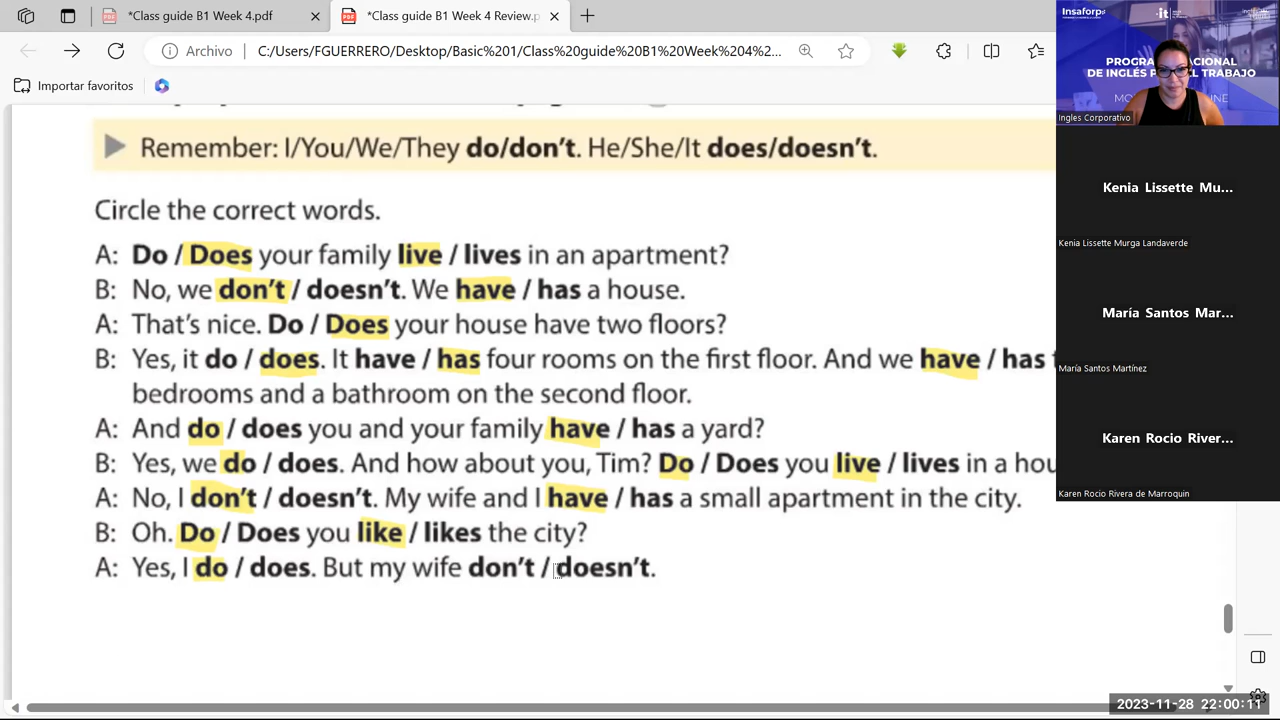 *Class guide B1 Week 4.pdf
*Class guide B1 Week 4 Review.p
Archivo
C:/Users/FGUERRERO/Desktop/Basic%201/Class%20guide%20B1%20Week%204%2...
Importar favoritos
Remember: I/You/We/They do/don't. He/She/It does/doesn't.
Circle the correct words.
A: Do / Does your family live / lives in an apartment?
B: No, we don't / doesn't. We have / has a house.
A: That's nice. Do / Does your house have two floors?
B: Yes, it do / does. It have / has four rooms on the first floor. And we have / has
bedrooms and a bathroom on the second floor.
A: And do / does you and your family have / has a yard?
B: Yes, we do / does. And how about you, Tim? Do / Does you live / lives in a hou
A: No, I don't / doesn't. My wife and I have / has a small apartment in the city.
B: Oh. Do / Does you like / likes the city?
A: Yes, I do / does. But my wife don't / doesn't.
Insaforp
DE INGLÉS
Ingles Corporativo
Kenia Lissette Mu...
Kenia Lissette Murga Landaverde
María Santos Mar...
María Santos Martínez
Karen Rocio River...
Karen Rocio Rivera de Marroquin
2023-11-28 22:00:11